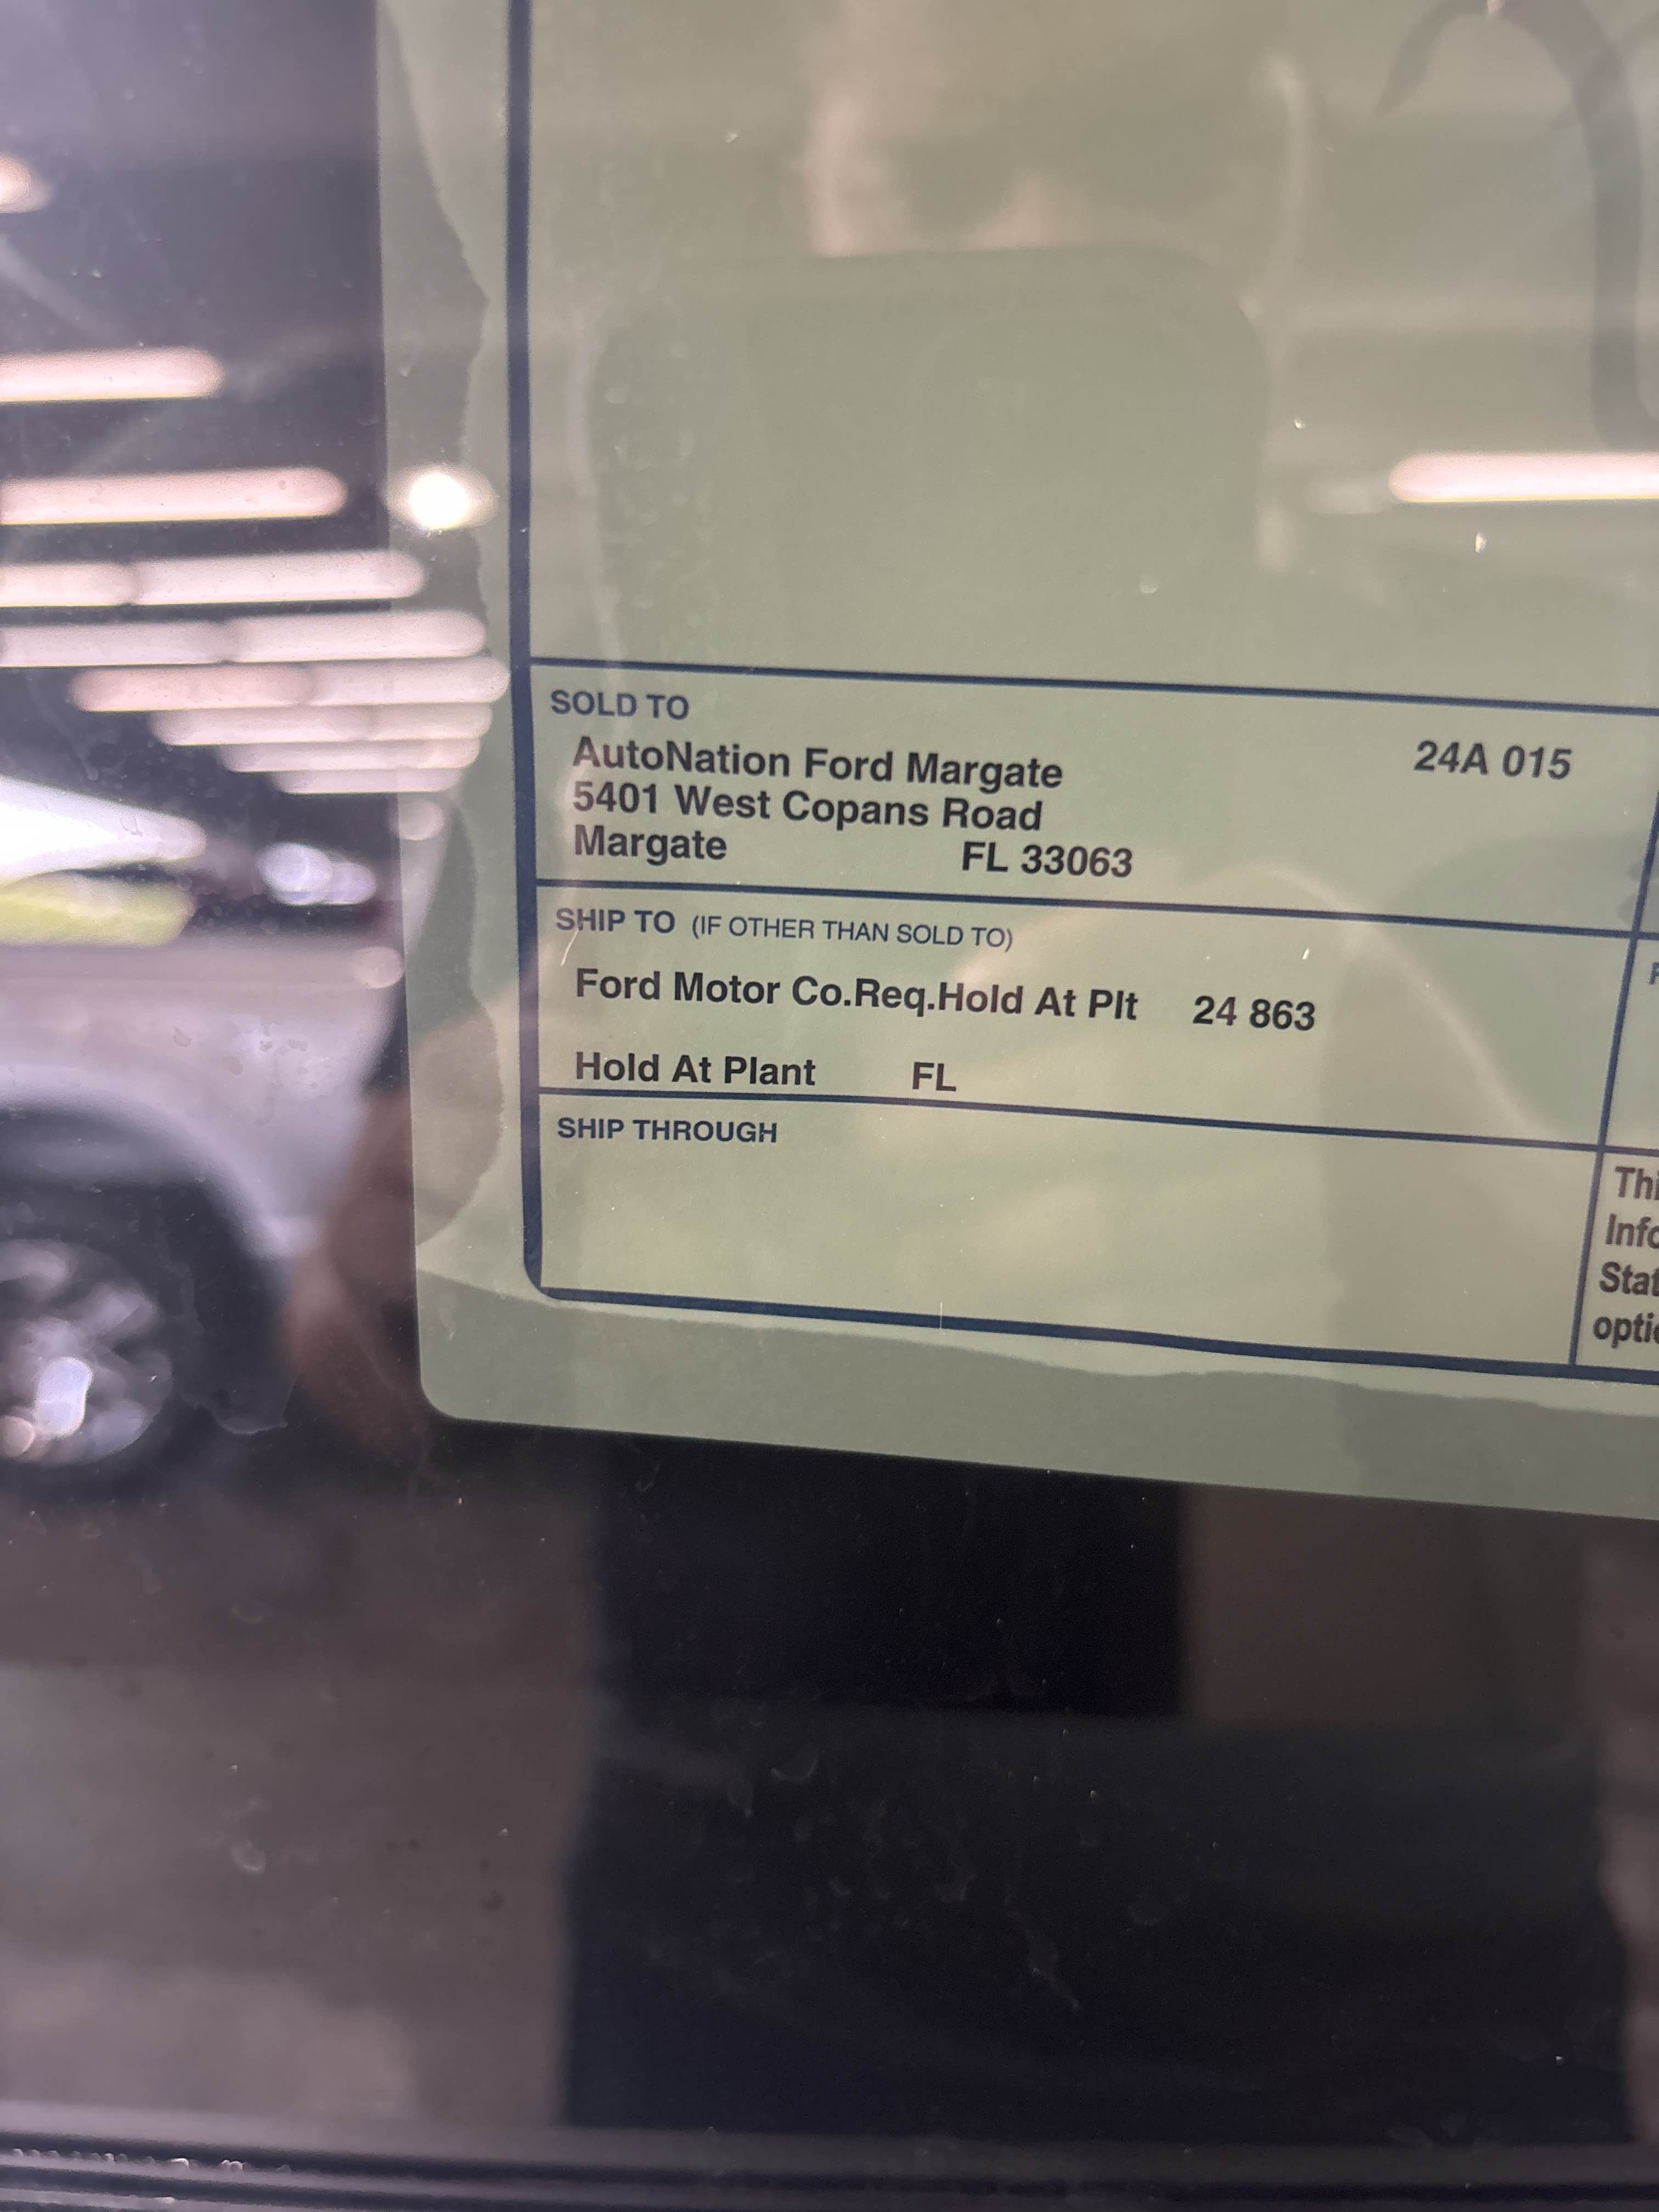 SOLD TO
AutoNation Ford Margate 24A 015
5401 West Copans Road
Margate FL 33063
SHIP TO (IF OTHER THAN SOLD TO)
Ford Motor Co.Req.Hold At Plt 24 863
Hold At Plant FL
SHIP THROUGH